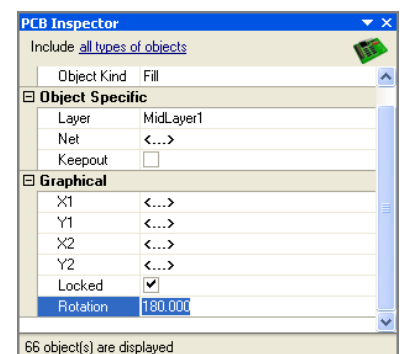 PCB Inspector
Include all types of objects
Object Kind Fill
Object Specific
Layer MidLayer1
Net <...>
Keepout
Graphical
X1 <...>
Y1 <...>
X2 <...>
Y2 <...>
Locked
Rotation 180.000
66 object(s) are displayed